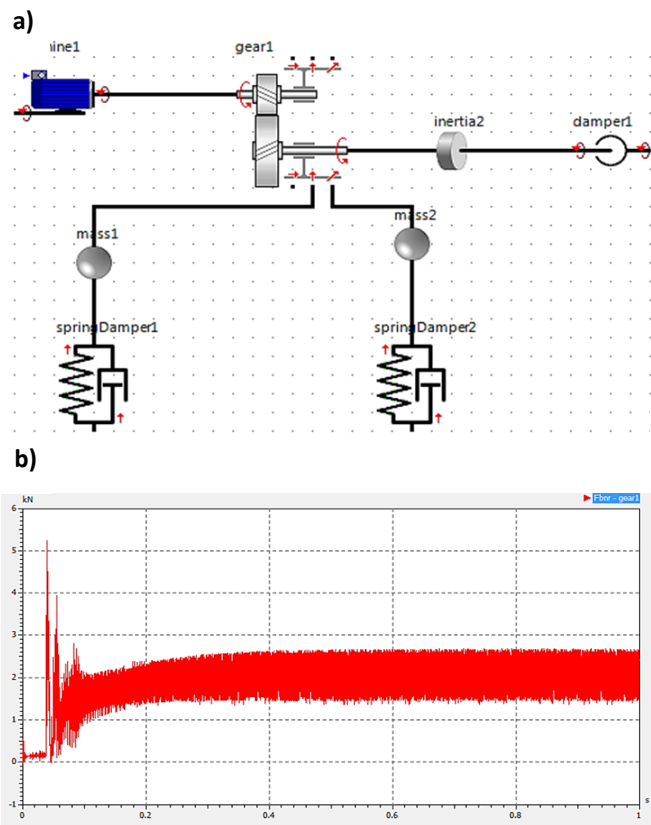 a)
ine1
gear1
inertia2
damper1
mass1
mass2
springDamper1
springDamper2
b)
kN
Fbnr - gear1
6
5
4
3
2
1
0
-1
s
0
0.2
0.4
0.6
0.8
1